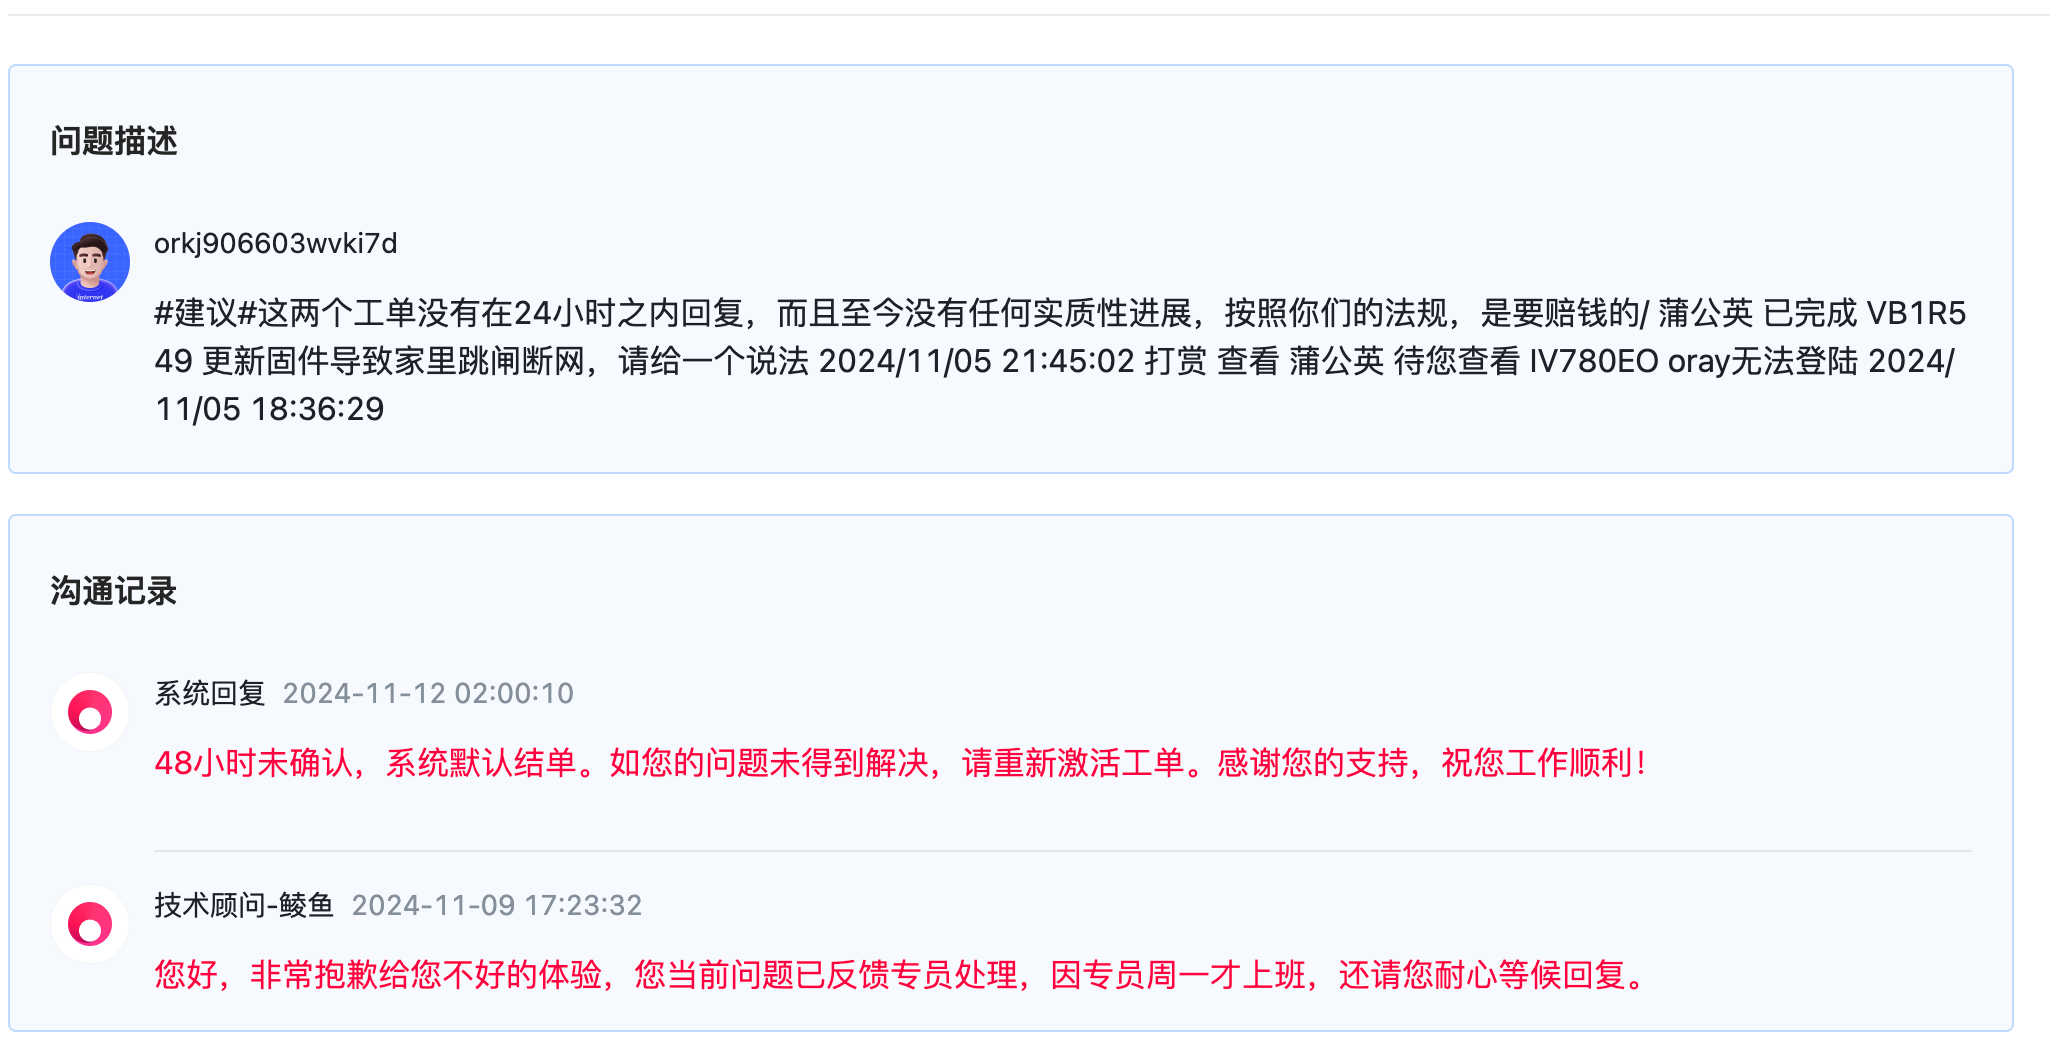 问题描述
orkj906603wvki7d
#建议#这两个工单没有在24小时之内回复，而且至今没有任何实质性进展，按照你们的法规，是要赔钱的/ 蒲公英 已完成 VB1R5
49 更新固件导致家里跳闸断网，请给一个说法 2024/11/05 21:45:02 打赏 查看 蒲公英 待您查看 IV780EO oray无法登陆 2024/
11/05 18:36:29
沟通记录
系统回复 2024-11-12 02:00:10
48小时未确认，系统默认结单。如您的问题未得到解决，请重新激活工单。感谢您的支持，祝您工作顺利！
技术顾问-鲮鱼 2024-11-09 17:23:32
您好，非常抱歉给您不好的体验，您当前问题已反馈专员处理，因专员周一才上班，还请您耐心等候回复。